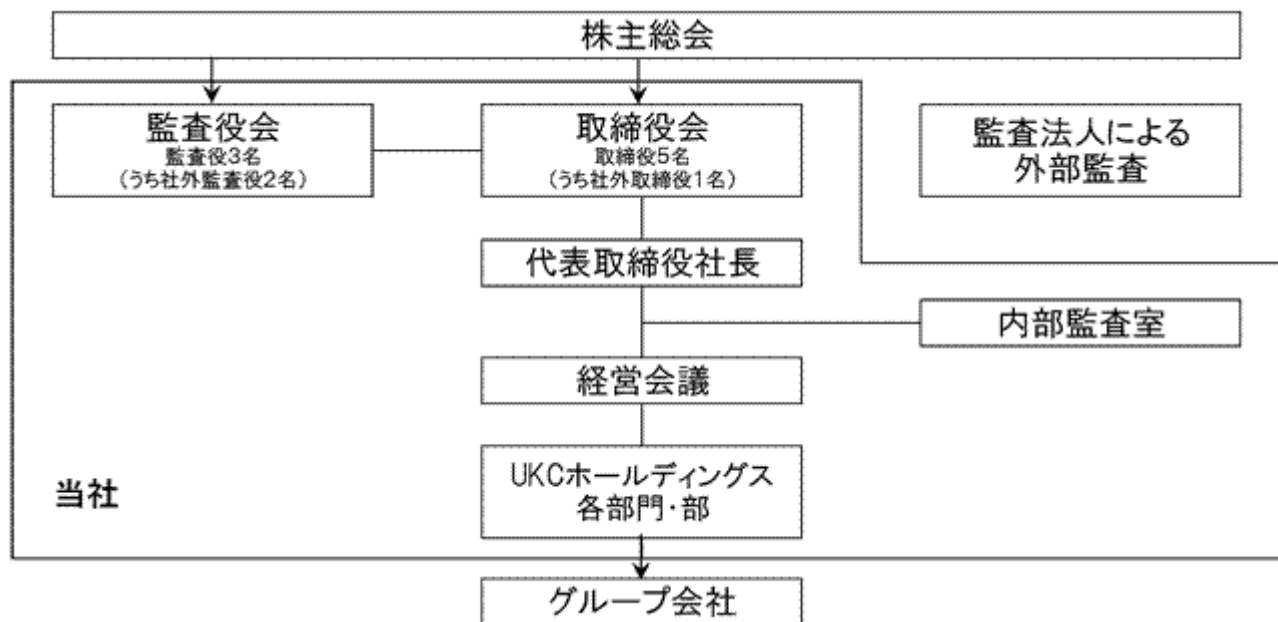 株主総会
監査役会
監査役3名
(うち社外監査役2名)
取締役会
取締役5名
(うち社外取締役1名)
監査法人による
外部監査
代表取締役社長
内部監査室
経営会議
UKCホールディングス
各部門・部
当社
グループ会社